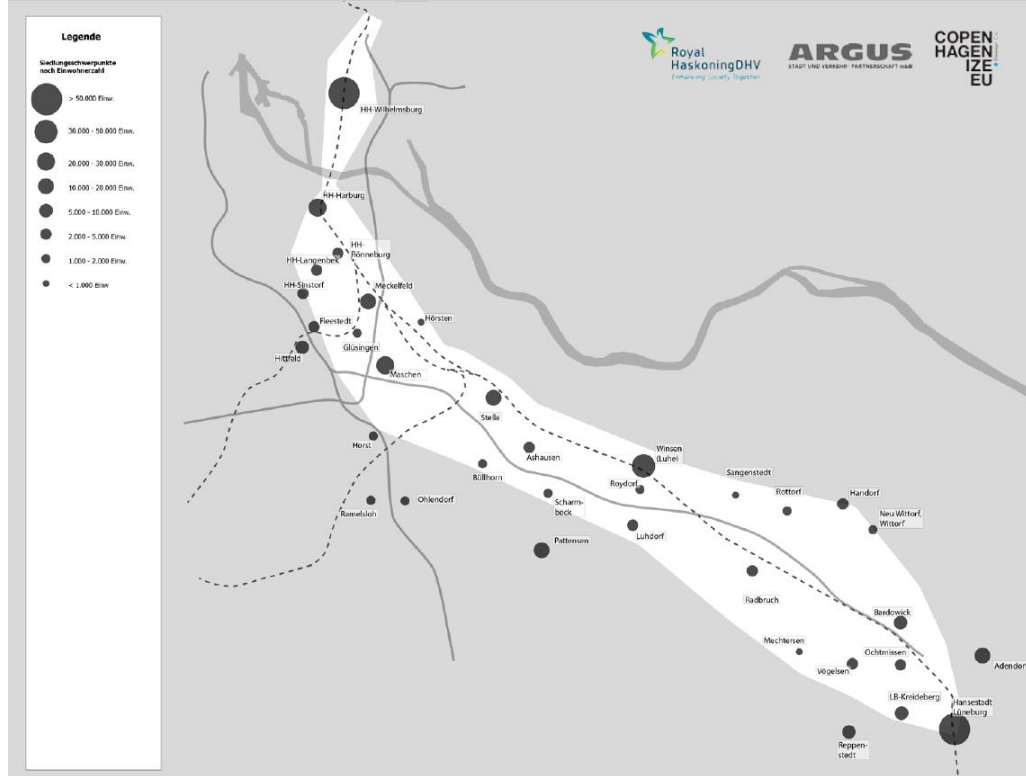 Legende
Siedlungsschwerpunkte
nach Einwohnerzahl
> 50.000 Einw.
30.000 - 50.000 Einw.
20.000 - 30.000 Einw.
10.000 - 20.000 Einw.
5.000 - 10.000 Einw.
2.000 - 5.000 Einw.
1.000 - 2.000 Einw.
< 1.000 Einw
Royal
HaskoningDHV
Enhancing Society Together
ARGUS
STADT UND VERKEHR · PARTNERSCHAFT mbB
COPEN
HAGEN
IZE
EU
HH-Wilhelmsburg
HH-Harburg
HH-
Rönneburg
HH-Langenbek
HH-Sinstorf
Meckelfeld
Hörsten
Fleestedt
Glüsingen
Hittfeld
Maschen
Stelle
Horst
Ashausen
Büllhorn
Winsen
(Luhe)
Roydorf
Sangenstedt
Rottorf
Handorf
Ramelsloh
Ohlendorf
Scharm-
beck
Neu Wittorf,
Wittorf
Luhdorf
Pattensen
Radbruch
Bardowick
Mechtersen
Vögelsen
Ochtmissen
Adendorf
LB-Kreideberg
Hansestadt
Lüneburg
Reppen-
stedt